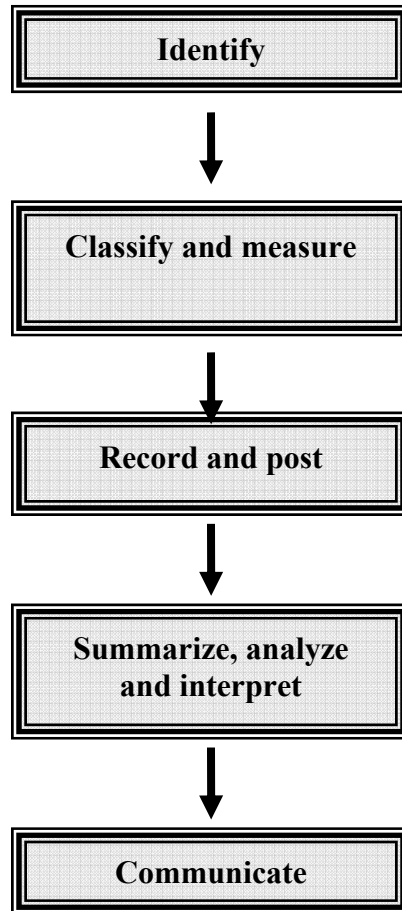 Identify
Classify and measure
Record and post
Summarize, analyze
and interpret
Communicate